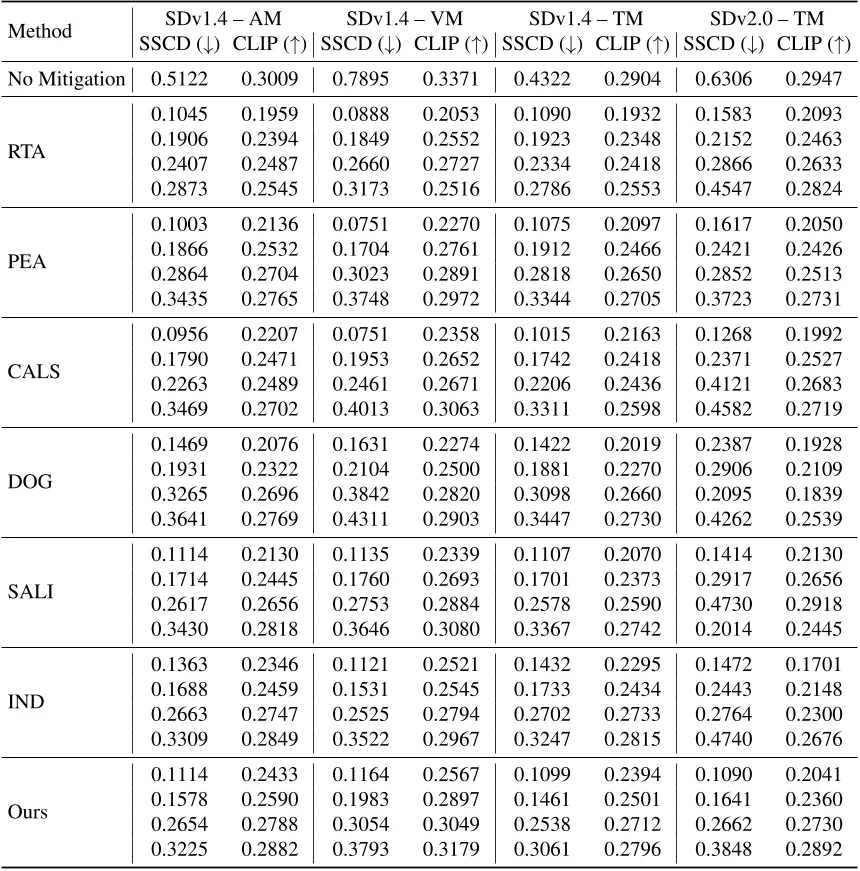 Method SDv1.4 – AM SDv1.4 – VM SDv1.4 – TM SDv2.0 – TM
SSCD (↓) CLIP (↑) SSCD (↓) CLIP (↑) SSCD (↓) CLIP (↑) SSCD (↓) CLIP (↑)
No Mitigation 0.5122 0.3009 0.7895 0.3371 0.4322 0.2904 0.6306 0.2947
RTA
0.1045 0.1959 0.0888 0.2053 0.1090 0.1932 0.1583 0.2093
0.1906 0.2394 0.1849 0.2552 0.1923 0.2348 0.2152 0.2463
0.2407 0.2487 0.2660 0.2727 0.2334 0.2418 0.2866 0.2633
0.2873 0.2545 0.3173 0.2516 0.2786 0.2553 0.4547 0.2824
PEA
0.1003 0.2136 0.0751 0.2270 0.1075 0.2097 0.1617 0.2050
0.1866 0.2532 0.1704 0.2761 0.1912 0.2466 0.2421 0.2426
0.2864 0.2704 0.3023 0.2891 0.2818 0.2650 0.2852 0.2513
0.3435 0.2765 0.3748 0.2972 0.3344 0.2705 0.3723 0.2731
CALS
0.0956 0.2207 0.0751 0.2358 0.1015 0.2163 0.1268 0.1992
0.1790 0.2471 0.1953 0.2652 0.1742 0.2418 0.2371 0.2527
0.2263 0.2489 0.2461 0.2671 0.2206 0.2436 0.4121 0.2683
0.3469 0.2702 0.4013 0.3063 0.3311 0.2598 0.4582 0.2719
DOG
0.1469 0.2076 0.1631 0.2274 0.1422 0.2019 0.2387 0.1928
0.1931 0.2322 0.2104 0.2500 0.1881 0.2270 0.2906 0.2109
0.3265 0.2696 0.3842 0.2820 0.3098 0.2660 0.2095 0.1839
0.3641 0.2769 0.4311 0.2903 0.3447 0.2730 0.4262 0.2539
SALI
0.1114 0.2130 0.1135 0.2339 0.1107 0.2070 0.1414 0.2130
0.1714 0.2445 0.1760 0.2693 0.1701 0.2373 0.2917 0.2656
0.2617 0.2656 0.2753 0.2884 0.2578 0.2590 0.4730 0.2918
0.3430 0.2818 0.3646 0.3080 0.3367 0.2742 0.2014 0.2445
IND
0.1363 0.2346 0.1121 0.2521 0.1432 0.2295 0.1472 0.1701
0.1688 0.2459 0.1531 0.2545 0.1733 0.2434 0.2443 0.2148
0.2663 0.2747 0.2525 0.2794 0.2702 0.2733 0.2764 0.2300
0.3309 0.2849 0.3522 0.2967 0.3247 0.2815 0.4740 0.2676
Ours
0.1114 0.2433 0.1164 0.2567 0.1099 0.2394 0.1090 0.2041
0.1578 0.2590 0.1983 0.2897 0.1461 0.2501 0.1641 0.2360
0.2654 0.2788 0.3054 0.3049 0.2538 0.2712 0.2662 0.2730
0.3225 0.2882 0.3793 0.3179 0.3061 0.2796 0.3848 0.2892